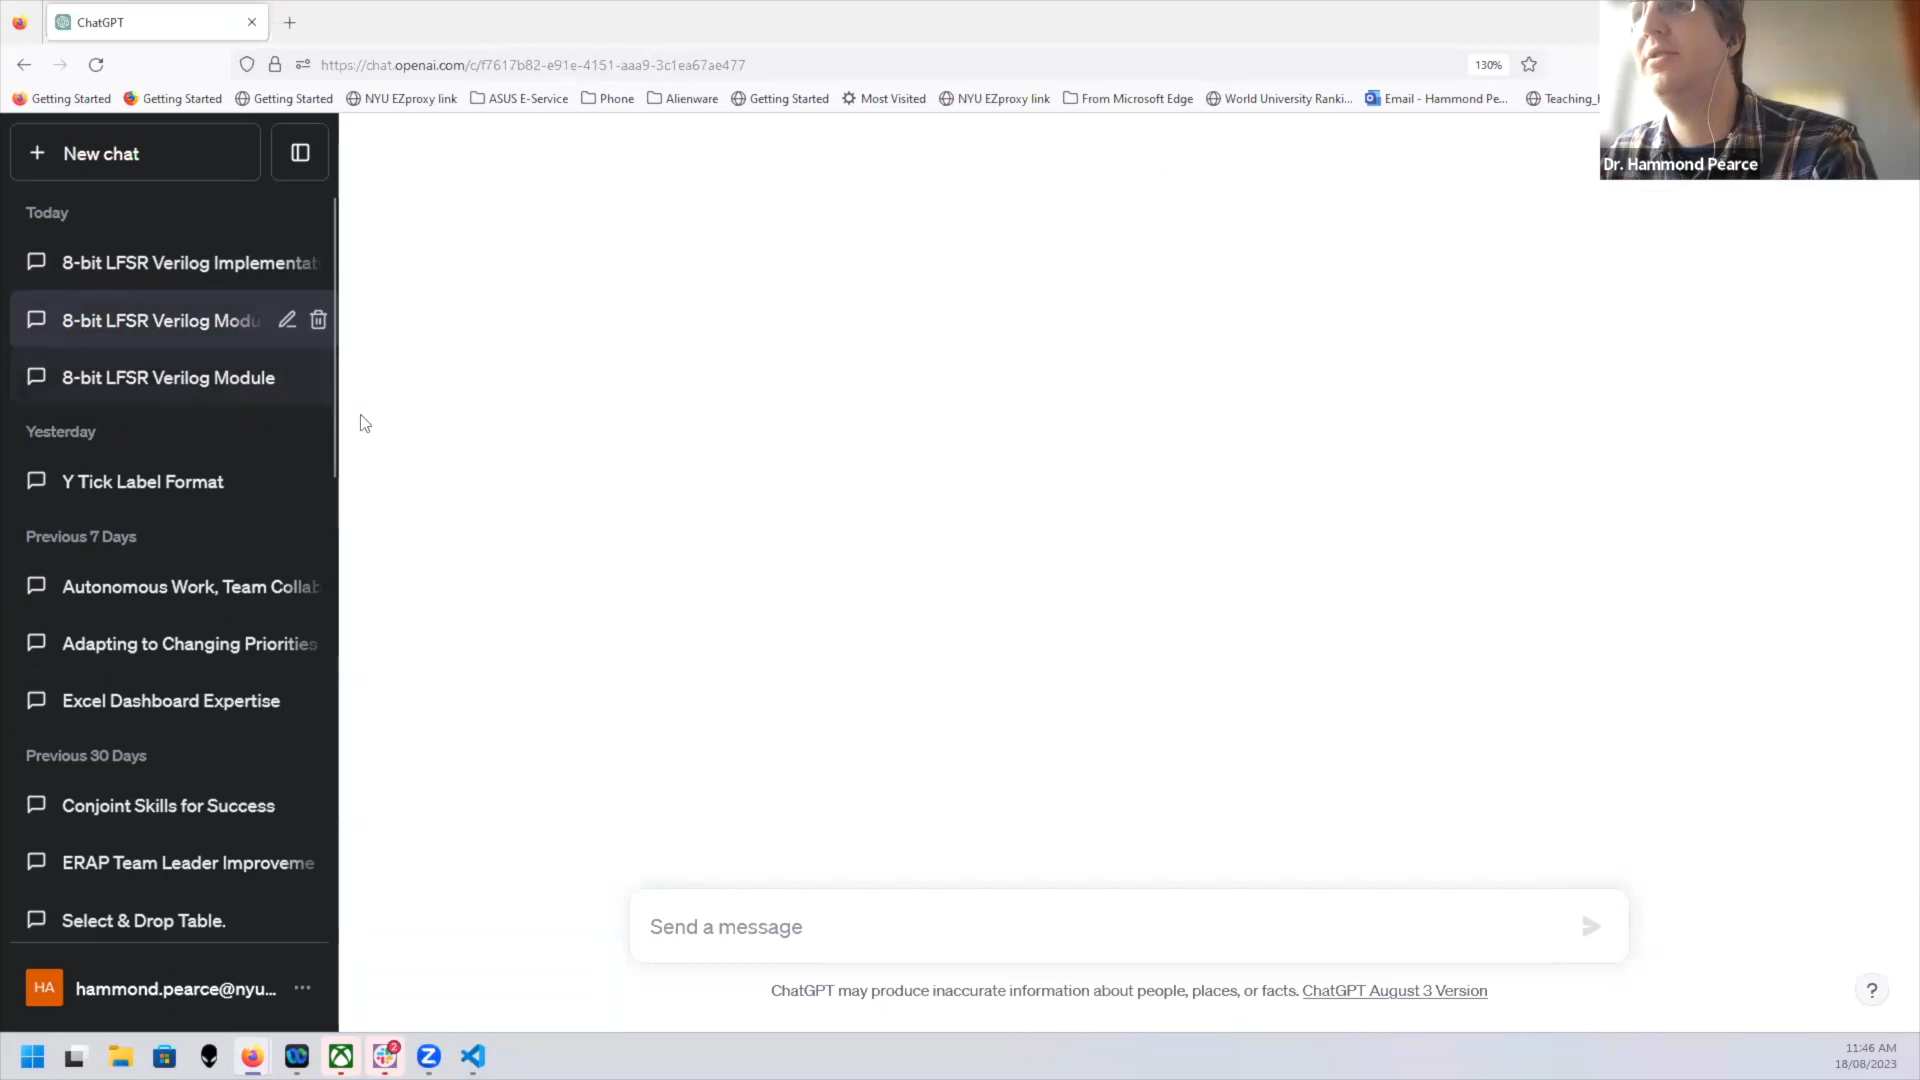 ChatGPT
https://chat.openai.com/c/f7617b82-e91e-4151-aaa9-3c1ea67ae477
130%
Getting Started
Getting Started
Getting Started
NYU EZproxy link
ASUS E-Service
Phone
Alienware
Getting Started
Most Visited
NYU EZproxy link
From Microsoft Edge
World University Ranki...
Email - Hammond Pe...
Teaching_
Dr. Hammond Pearce
New chat
Today
8-bit LFSR Verilog Implementat
8-bit LFSR Verilog Modu
8-bit LFSR Verilog Module
Yesterday
Y Tick Label Format
Previous 7 Days
Autonomous Work, Team Collab
Adapting to Changing Priorities
Excel Dashboard Expertise
Previous 30 Days
Conjoint Skills for Success
ERAP Team Leader Improveme
Select & Drop Table.
HA
hammond.pearce@nyu...
Send a message
ChatGPT may produce inaccurate information about people, places, or facts. ChatGPT August 3 Version
?
2
11:46 AM
18/08/2023